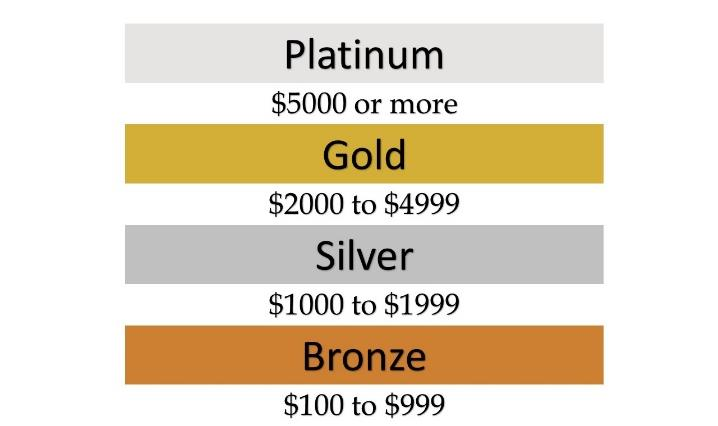 Platinum
$5000 or more
Gold
$2000 to $4999
Silver
$1000 to $1999
Bronze
$100 to $999